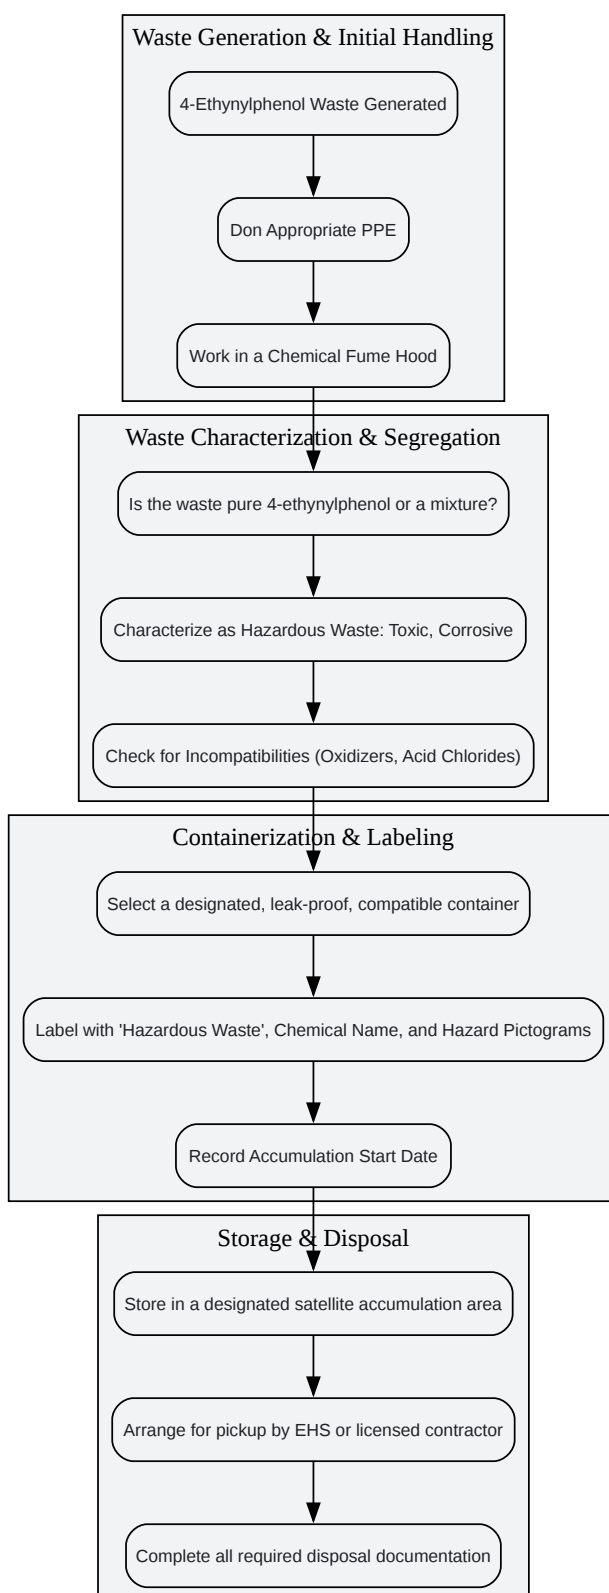 Waste Generation & Initial Handling
4-Ethynylphenol Waste Generated
Don Appropriate PPE
Work in a Chemical Fume Hood
Waste Characterization & Segregation
Is the waste pure 4-ethynylphenol or a mixture?
Characterize as Hazardous Waste: Toxic, Corrosive
Check for Incompatibilities (Oxidizers, Acid Chlorides)
Containerization & Labeling
Select a designated, leak-proof, compatible container
Label with 'Hazardous Waste', Chemical Name, and Hazard Pictograms
Record Accumulation Start Date
Storage & Disposal
Store in a designated satellite accumulation area
Arrange for pickup by EHS or licensed contractor
Complete all required disposal documentation